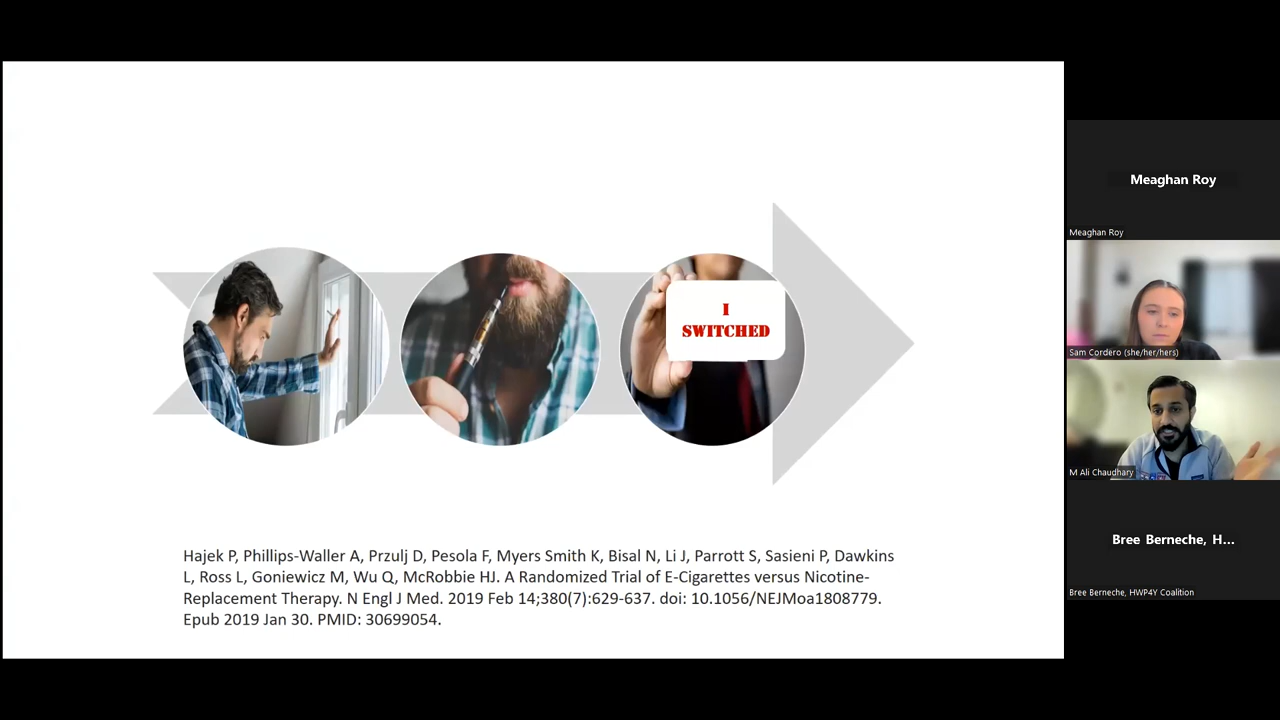 I
SWITCHED
Hajek P, Phillips-Waller A, Przulj D, Pesola F, Myers Smith K, Bisal N, Li J, Parrott S, Sasieni P, Dawkins
L, Ross L, Goniewicz M, Wu Q, McRobbie HJ. A Randomized Trial of E-Cigarettes versus Nicotine-
Replacement Therapy. N Engl J Med. 2019 Feb 14;380(7):629-637. doi: 10.1056/NEJMoa1808779.
Epub 2019 Jan 30. PMID: 30699054.
Meaghan Roy
Meaghan Roy
Sam Cordero (she/her/hers)
M Ali Chaudhary
Bree Berneche, H...
Bree Berneche, HWP4Y Coalition